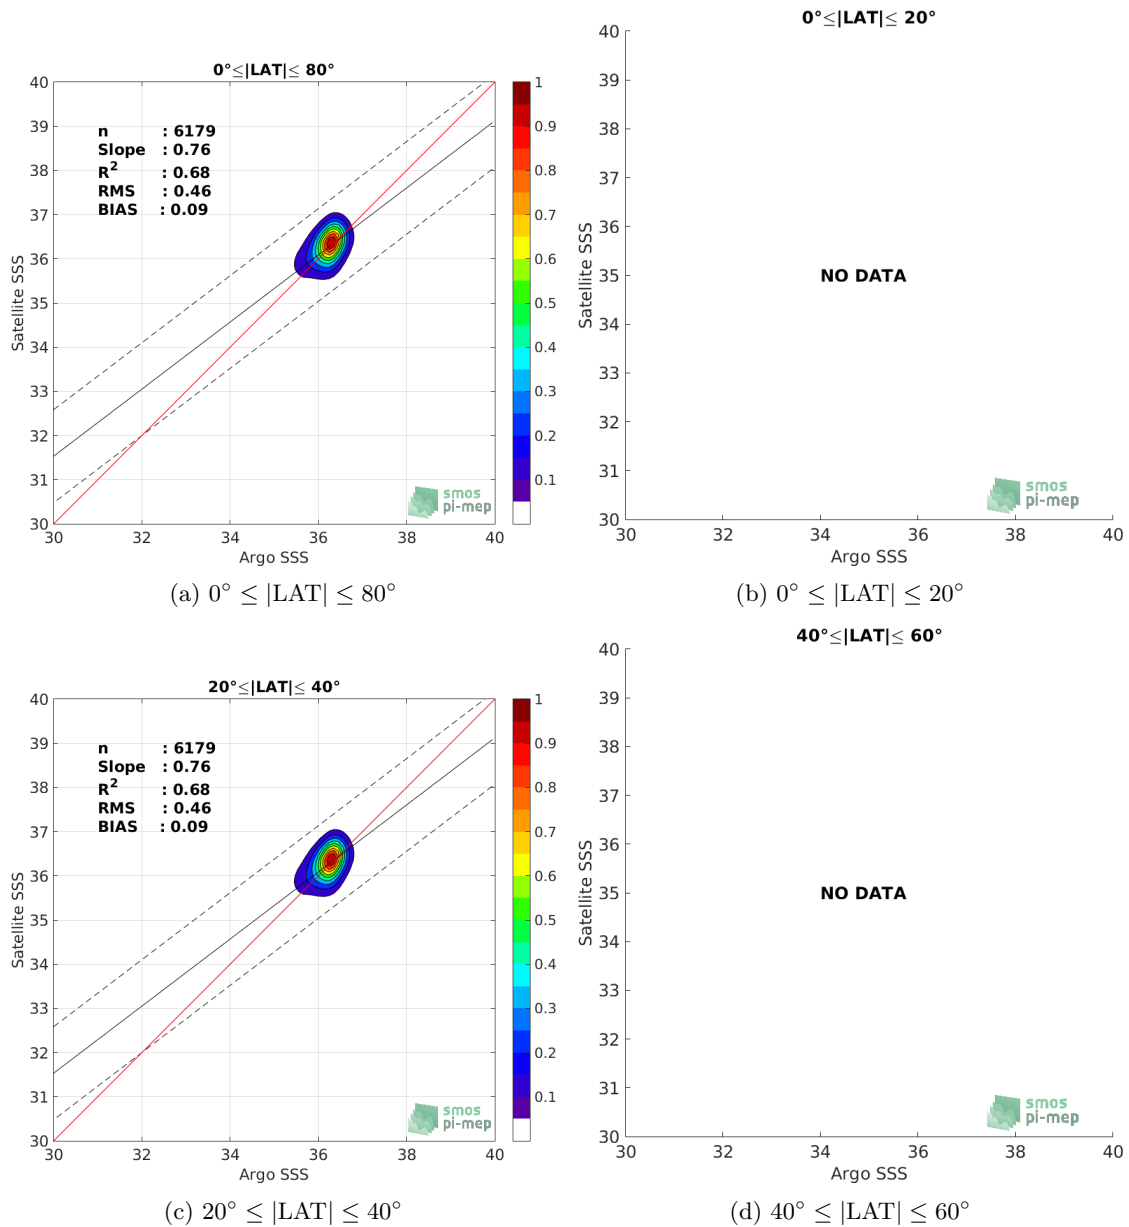 0°≤|LAT|≤ 80°
n : 6179
Slope : 0.76
R² : 0.68
RMS : 0.46
BIAS : 0.09
40
39
38
37
36
35
34
33
32
31
30
Satellite SSS
30 32 34 36 38 40
Argo SSS
1
0.9
0.8
0.7
0.6
0.5
0.4
0.3
0.2
0.1
smos
pi-mep
(a) 0° ≤ |LAT| ≤ 80°
0°≤|LAT|≤ 20°
40
39
38
37
36
35
34
33
32
31
30
Satellite SSS
NO DATA
smos
pi-mep
30 32 34 36 38 40
Argo SSS
(b) 0° ≤ |LAT| ≤ 20°
20°≤|LAT|≤ 40°
n : 6179
Slope : 0.76
R² : 0.68
RMS : 0.46
BIAS : 0.09
40
39
38
37
36
35
34
33
32
31
30
Satellite SSS
30 32 34 36 38 40
Argo SSS
1
0.9
0.8
0.7
0.6
0.5
0.4
0.3
0.2
0.1
smos
pi-mep
(c) 20° ≤ |LAT| ≤ 40°
40°≤|LAT|≤ 60°
40
39
38
37
36
35
34
33
32
31
30
Satellite SSS
NO DATA
smos
pi-mep
30 32 34 36 38 40
Argo SSS
(d) 40° ≤ |LAT| ≤ 60°